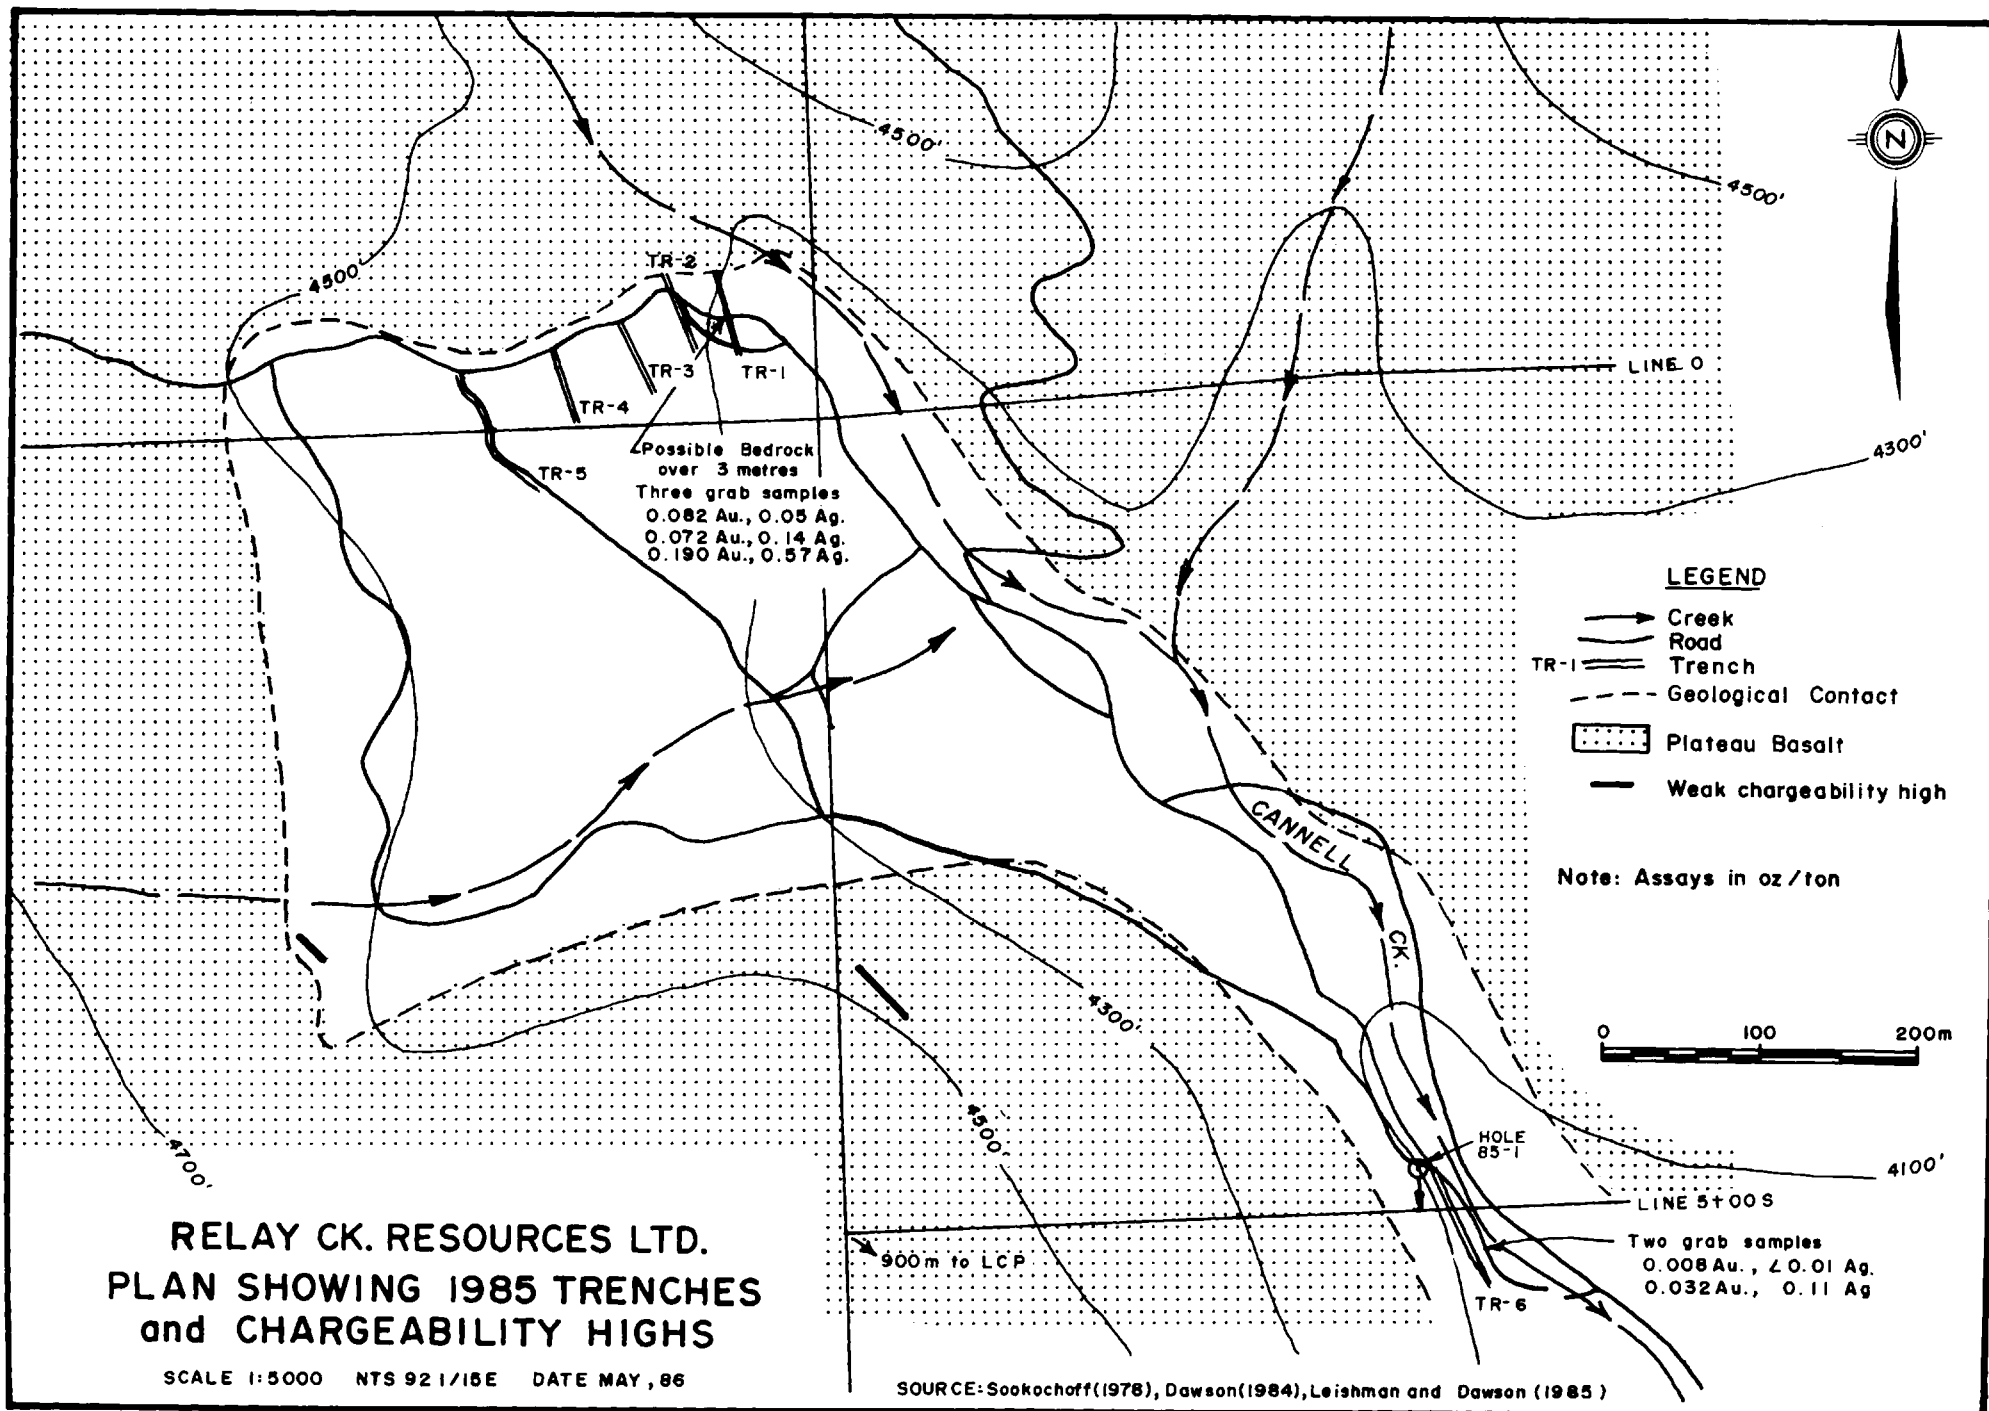 4500'
4500'
4500'
N
TR-2
TR-3
TR-1
TR-4
TR-5
LINE O
4300'
Possible Bedrock
over 3 metres
Three grab samples
0.082 Au., 0.05 Ag.
0.072 Au., 0.14 Ag.
0.190 Au., 0.57 Ag.
LEGEND
Creek
Road
TR-1 Trench
Geological Contact
Plateau Basalt
Weak chargeability high
Note: Assays in oz/ton
CANNELL CK.
0 100 200m
4300'
4500'
4700'
4100'
HOLE
85-1
LINE 5+00 S
900m to LCP
Two grab samples
0.008 Au., ∠0.01 Ag.
0.032 Au., 0.11 Ag
TR-6
RELAY CK. RESOURCES LTD.
PLAN SHOWING 1985 TRENCHES
and CHARGEABILITY HIGHS
SCALE 1:5000 NTS 92 I/15E DATE MAY, 86
SOURCE: Sookochoff (1978), Dawson (1984), Leishman and Dawson (1985)